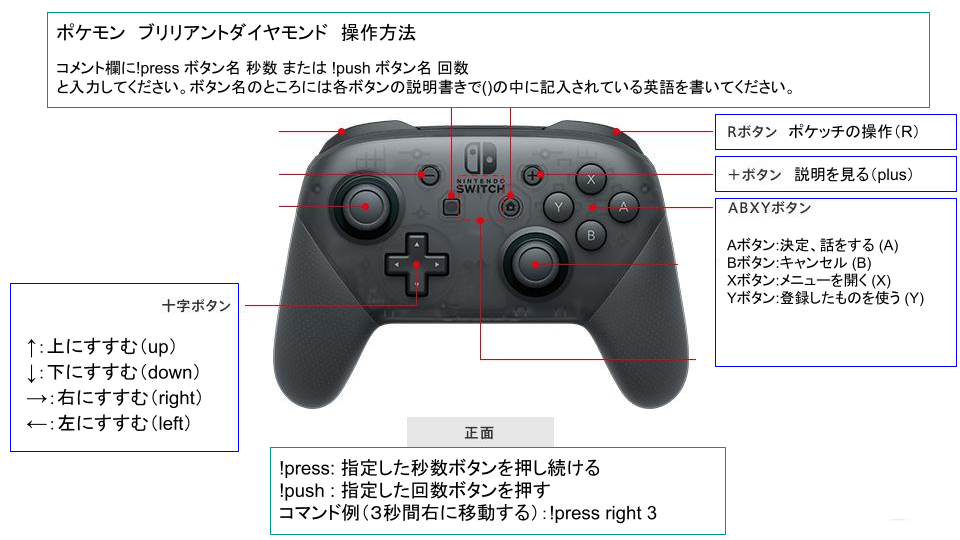 ポケモン　ブリリアントダイヤモンド　操作方法
コメント欄に!press ボタン名 秒数 または !push ボタン名 回数
と入力してください。ボタン名のところには各ボタンの説明書きで()の中に記入されている英語を書いてください。
Rボタン　ポケッチの操作（R）
＋ボタン　説明を見る（plus）
NINTENDO
SWITCH
X
Y
A
B
ABXYボタン
Aボタン:決定、話をする (A)
Bボタン:キャンセル (B)
Xボタン:メニューを開く (X)
Yボタン:登録したものを使う (Y)
十字ボタン
↑：上にすすむ（up）
↓：下にすすむ（down）
→：右にすすむ（right）
←：左にすすむ（left）
正面
!press: 指定した秒数ボタンを押し続ける
!push : 指定した回数ボタンを押す
コマンド例（３秒間右に移動する）：!press right 3